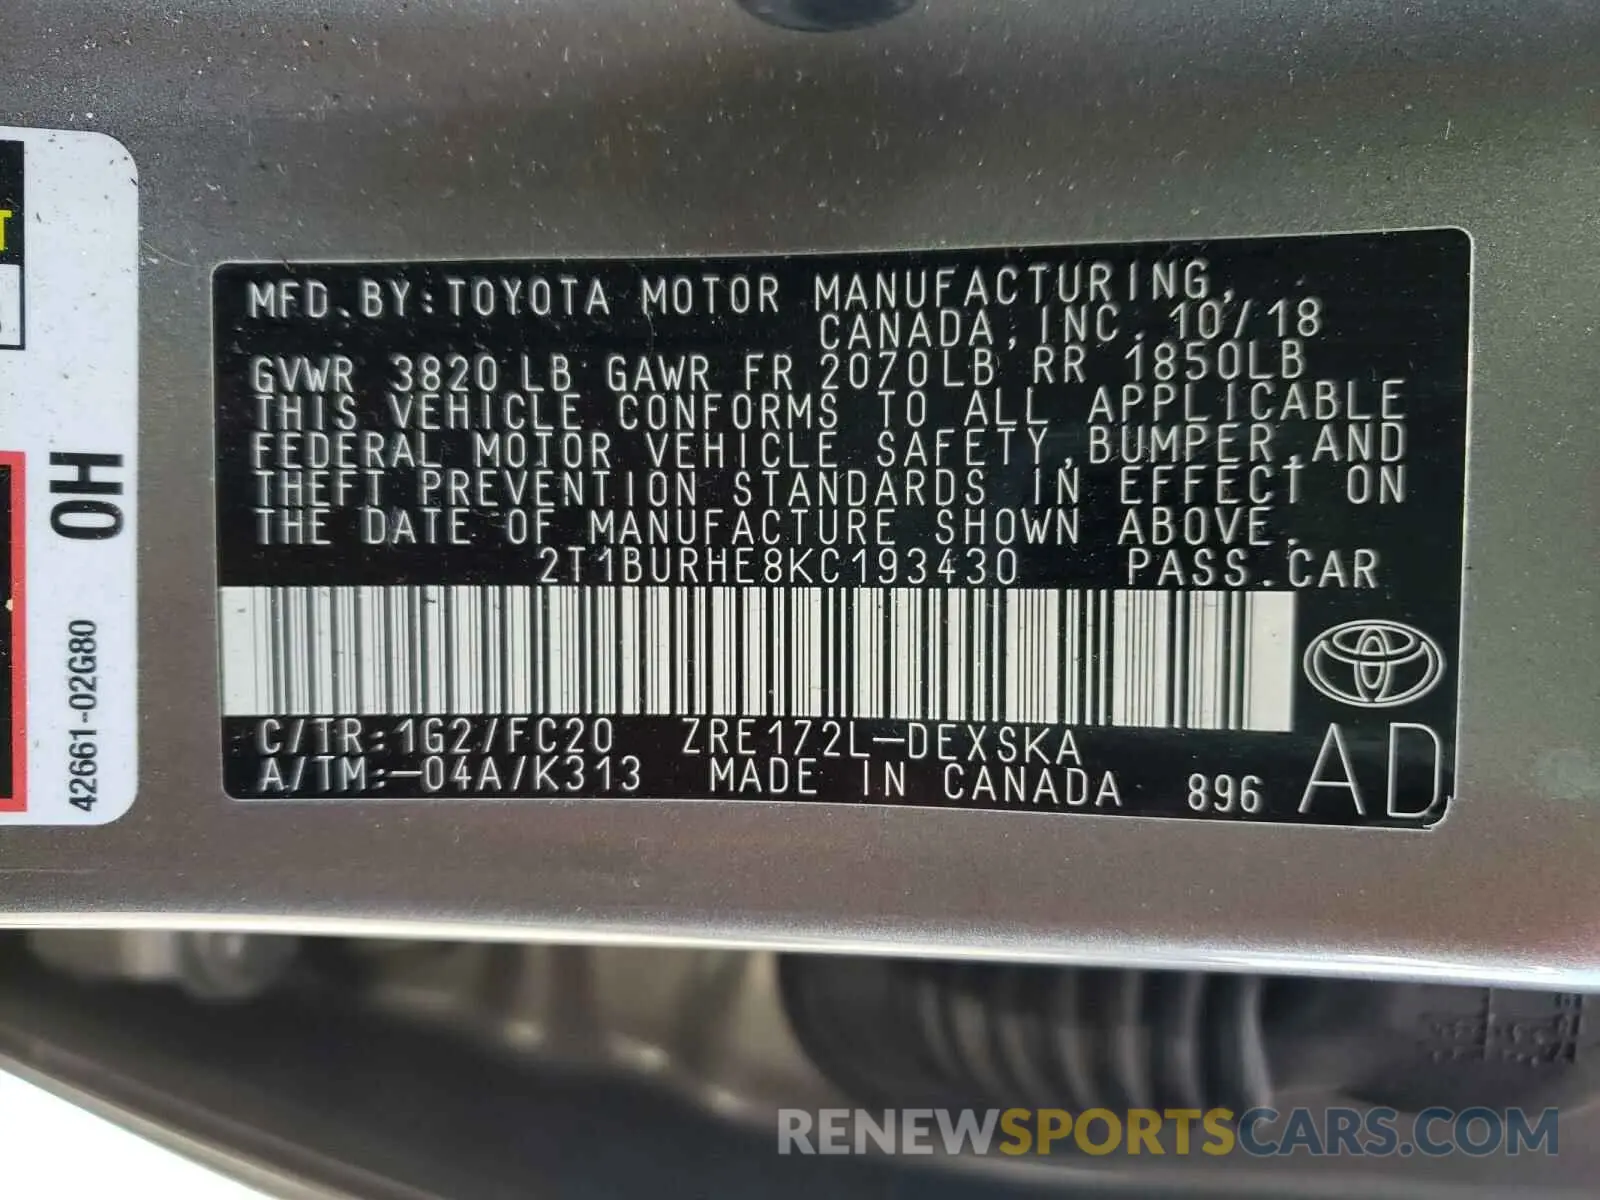 MFD.BY:TOYOTA MOTOR MANUFACTURING,
CANADA,INC. 10/18
GVWR 3820LB GAWR FR 2070LB RR 1850LB
THIS VEHICLE CONFORMS TO ALL APPLICABLE
FEDERAL MOTOR VEHICLE SAFETY,BUMPER,AND
THEFT PREVENTION STANDARDS IN EFFECT ON
THE DATE OF MANUFACTURE SHOWN ABOVE.
2T1BURHE8KC193430 PASS.CAR
C/TR:1G2/FC20 ZRE172L-DEXSKA
A/TM:-04A/K313 MADE IN CANADA 896 AD
0H
42661-02G80
T
RENEWSPORTSCARS.COM